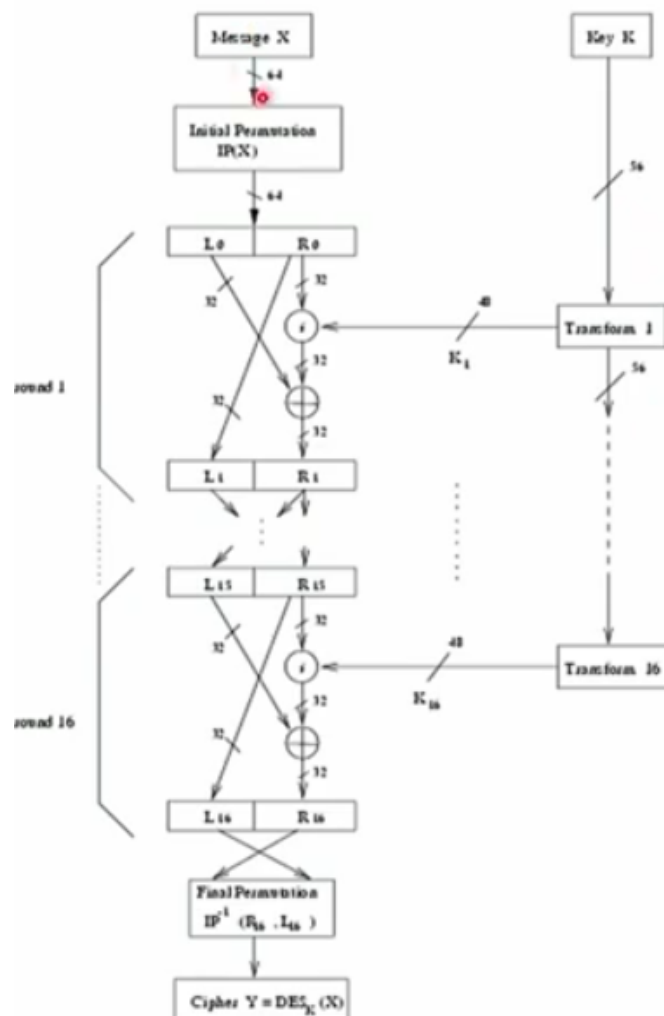 Message X
Key K
64
Initial Permutation
IP(X)
56
64
L0 R0
32
32
48
Transform 1
K1
56
32
round 1
32
32
L1 R1
L15 R15
32
32
48
Transform 16
K16
32
round 16
32
32
L16 R16
Final Permutation
IP-1 (R16, L16)
Cipher Y = DESK(X)